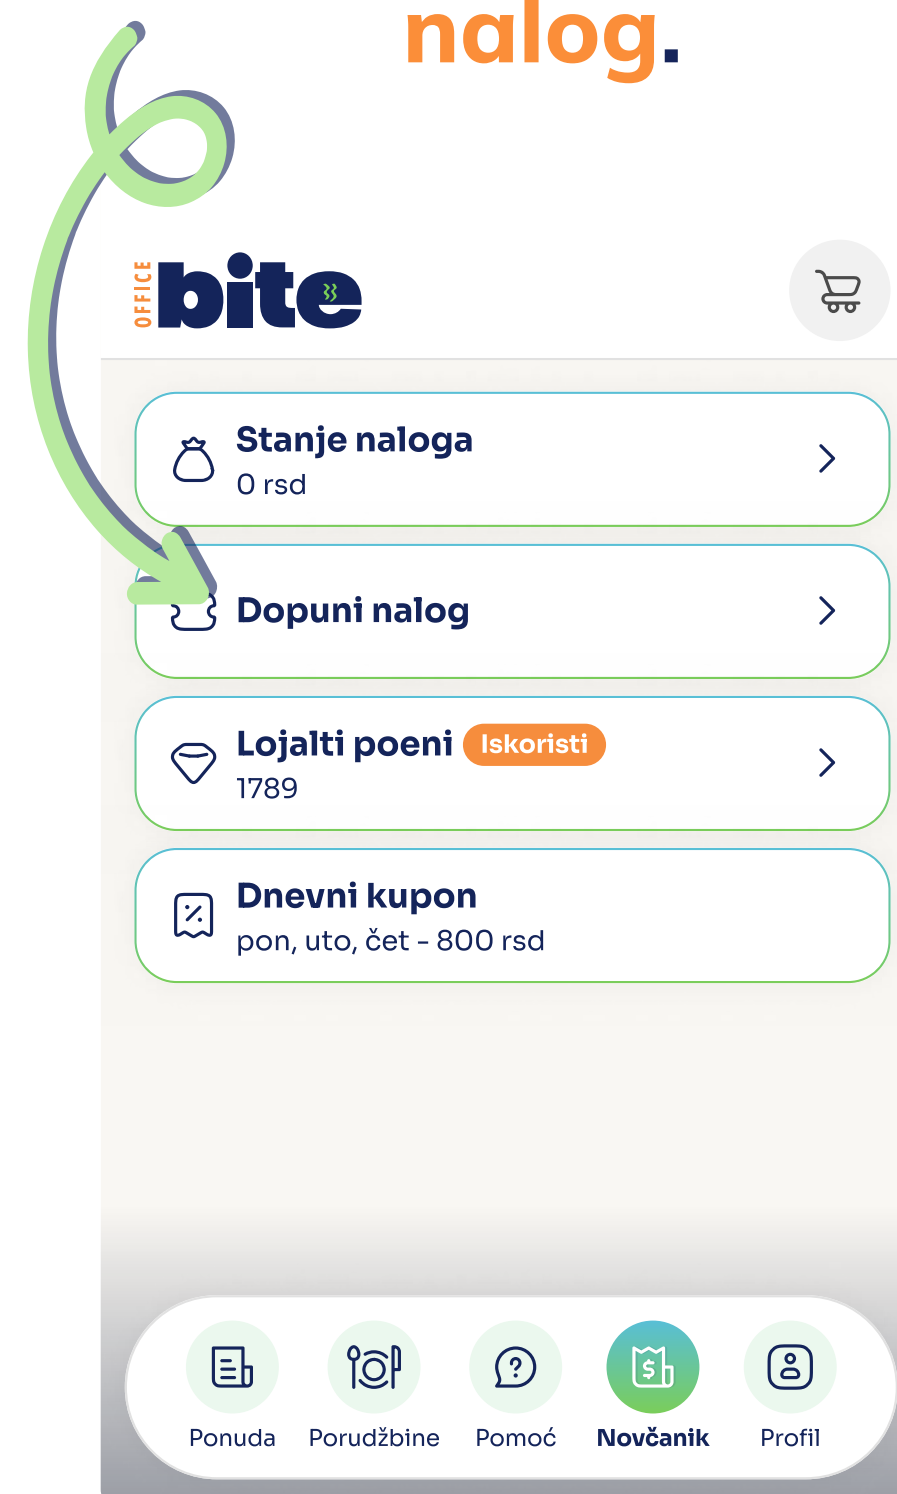 nalog.
OFFICE
bite
Stanje naloga
0 rsd
Dopuni nalog
Lojalti poeni Iskoristi
1789
Dnevni kupon
pon, uto, čet - 800 rsd
Ponuda Porudžbine Pomoć Novčanik Profil